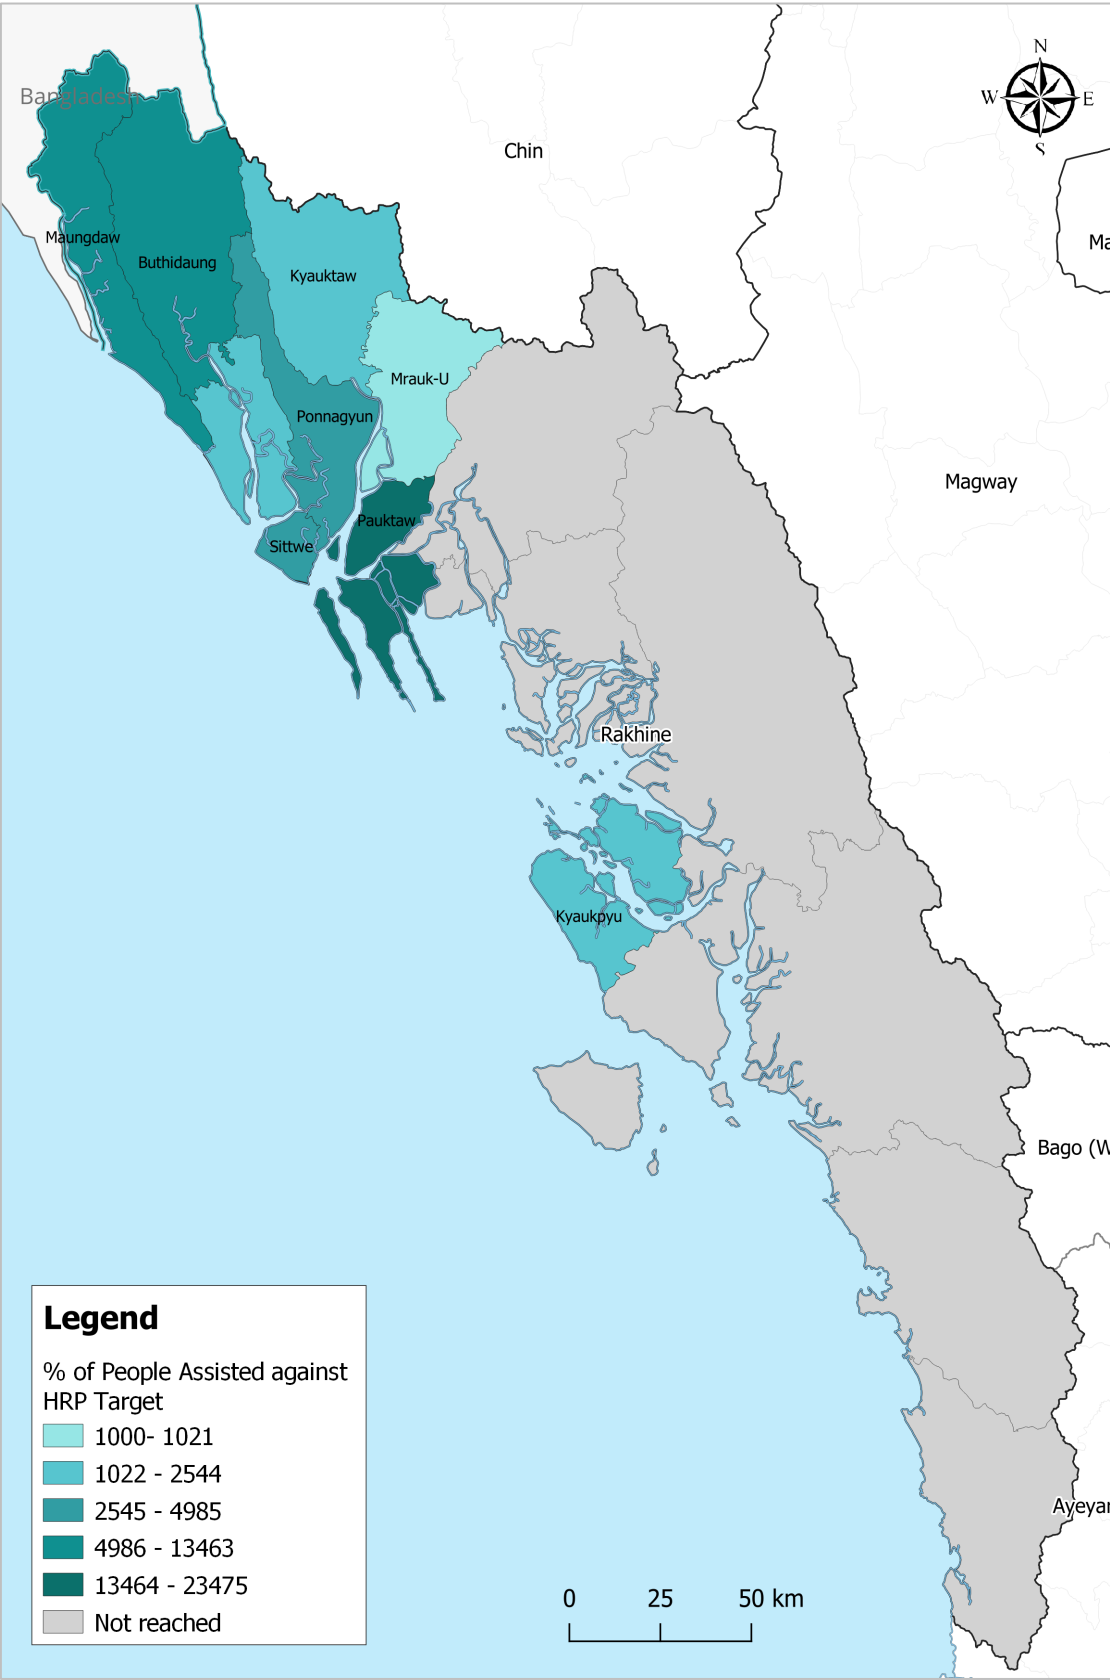 N
W E
S
Bangladesh
Chin
Ma
Maungdaw
Buthidaung
Kyauktaw
Mrauk-U
Ponnagyun
Magway
Pauktaw
Sittwe
Rakhine
Kyaukpyu
Bago (W
Ayeyar
Legend
% of People Assisted against
HRP Target
1000- 1021
1022 - 2544
2545 - 4985
4986 - 13463
13464 - 23475
Not reached
0 25 50 km